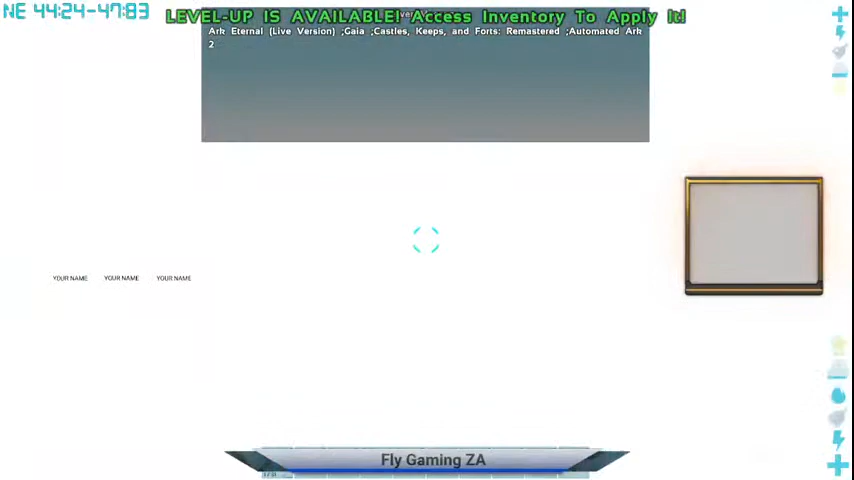 NE 44:24-47:83
LEVEL-UP IS AVAILABLE! Access Inventory To Apply It!
Ark Eternal (Live Version) ;Gaia ;Castles, Keeps, and Forts: Remastered ;Automated Ark
2
YOUR NAME YOUR NAME YOUR NAME
Fly Gaming ZA